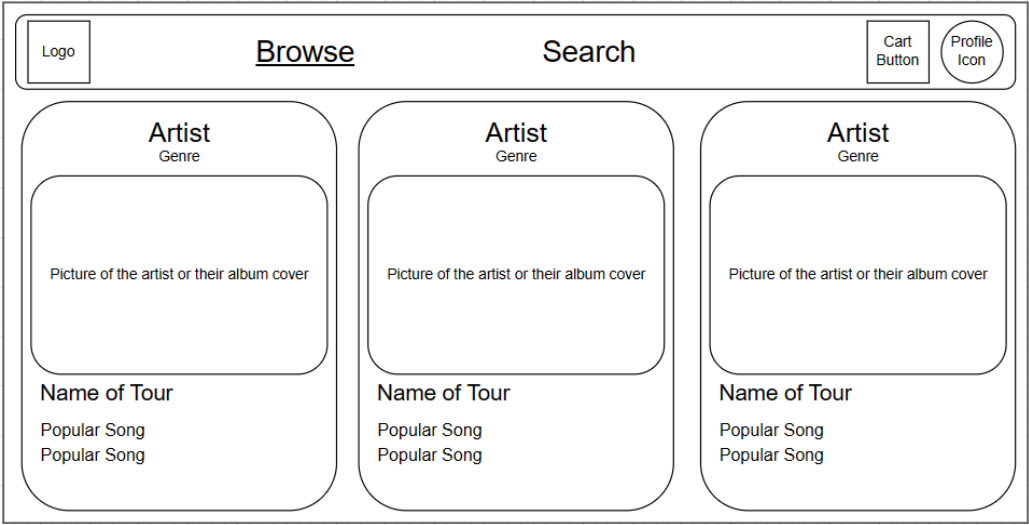 Logo
Browse
Search
Cart
Button
Profile
Icon
Artist
Genre
Picture of the artist or their album cover
Name of Tour
Popular Song
Popular Song
Artist
Genre
Picture of the artist or their album cover
Name of Tour
Popular Song
Popular Song
Artist
Genre
Picture of the artist or their album cover
Name of Tour
Popular Song
Popular Song